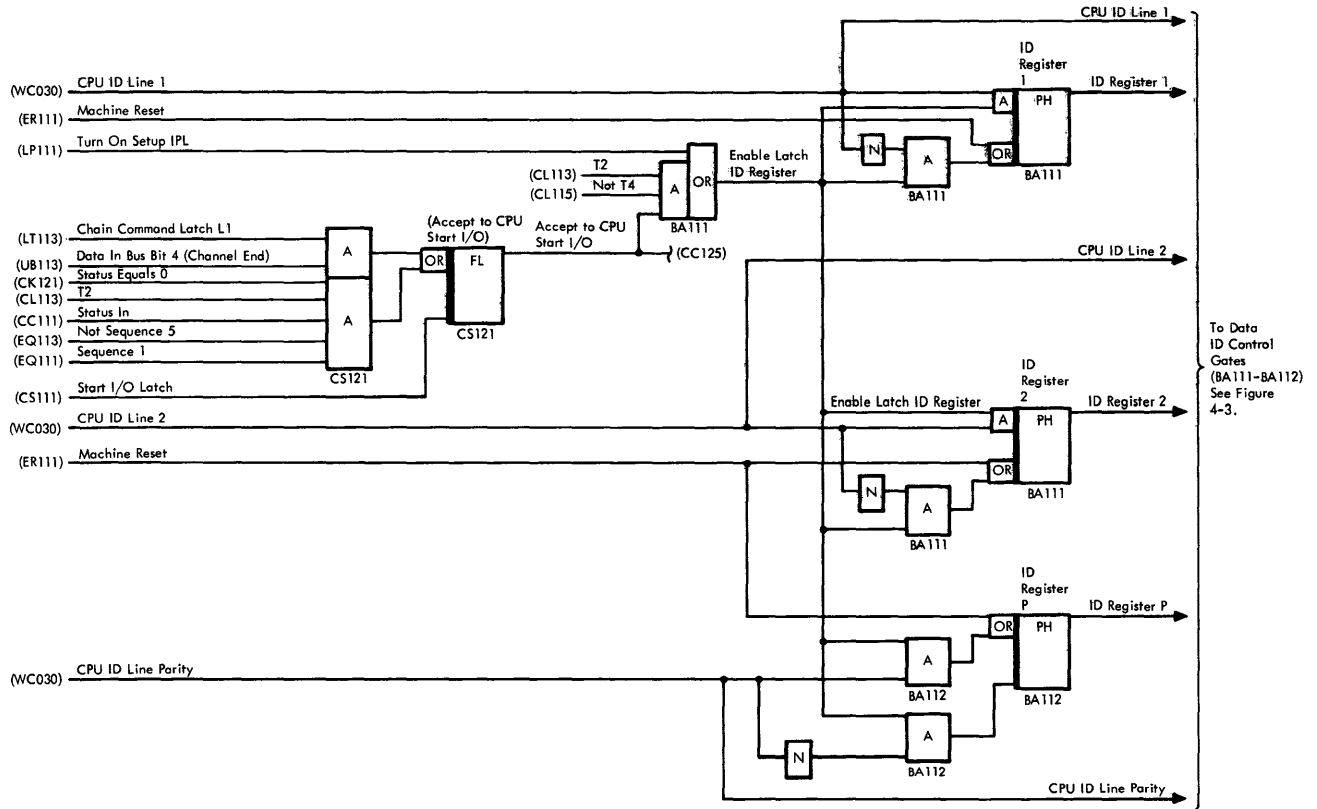 CPU ID Line 1
ID
Register
1
(WC030) CPU ID Line 1
A PH
ID Register 1
(ER111) Machine Reset
(LP111) Turn On Setup IPL
N
A
OR
BA111
BA111
(CL113) T2
(CL115) Not T4
A OR
BA111
Enable Latch
ID Register
(Accept to CPU
Start I/O)
Accept to CPU
Start I/O
(CC125)
(LT113) Chain Command Latch L1
(UB113) Data In Bus Bit 4 (Channel End)
(CK121) Status Equals 0
(CL113) T2
(CC111) Status In
(EQ113) Not Sequence 5
(EQ111) Sequence 1
A
A
CS121
OR FL
CS121
(CS111) Start I/O Latch
CPU ID Line 2
(WC030) CPU ID Line 2
(ER111) Machine Reset
ID
Register
2
Enable Latch ID Register
A PH
ID Register 2
OR
BA111
N
A
BA111
To Data
ID Control
Gates
(BA111-BA112)
See Figure
4-3.
ID
Register
P
OR PH
ID Register P
BA112
(WC030) CPU ID Line Parity
A
BA112
N
A
BA112
CPU ID Line Parity